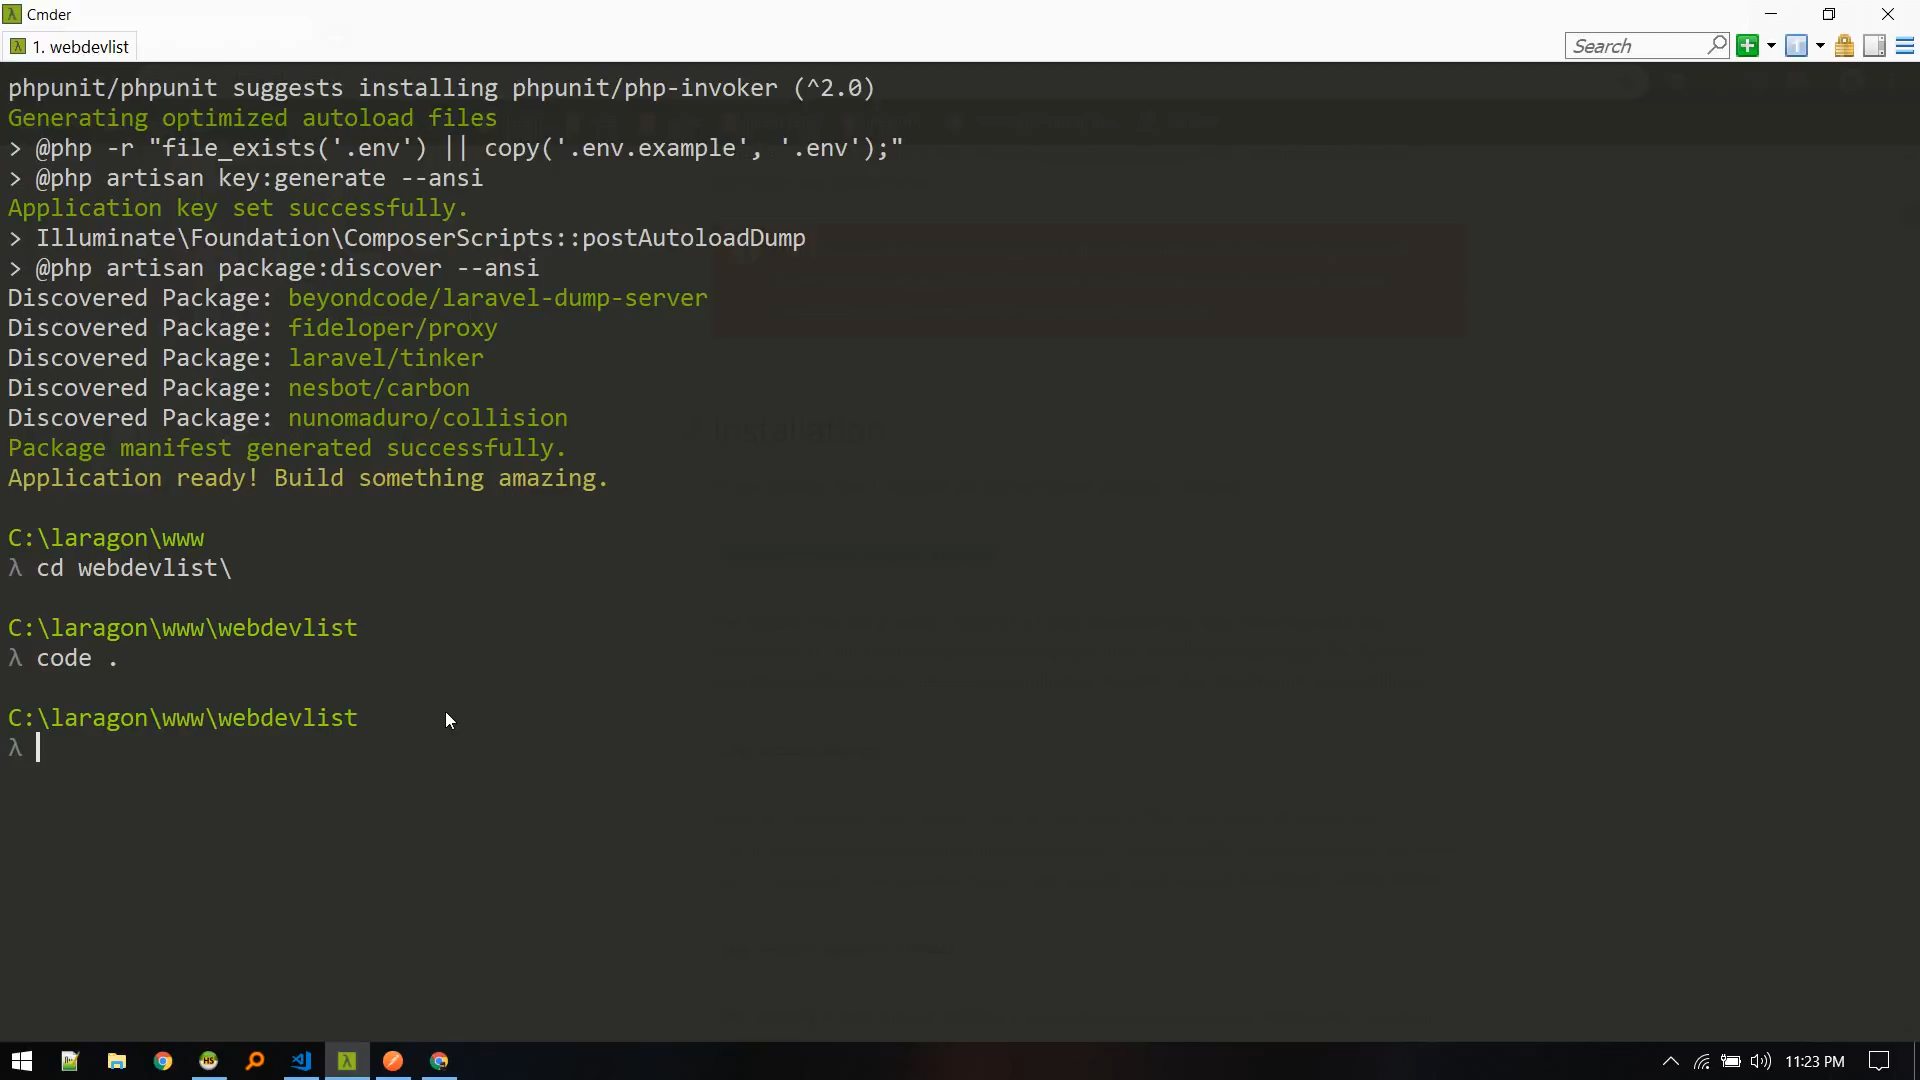 Cmder
1. webdevlist
Search
phpunit/phpunit suggests installing phpunit/php-invoker (^2.0)
Generating optimized autoload files
> @php -r "file_exists('.env') || copy('.env.example', '.env');"
> @php artisan key:generate --ansi
Application key set successfully.
> Illuminate\Foundation\ComposerScripts::postAutoloadDump
> @php artisan package:discover --ansi
Discovered Package: beyondcode/laravel-dump-server
Discovered Package: fideloper/proxy
Discovered Package: laravel/tinker
Discovered Package: nesbot/carbon
Discovered Package: nunomaduro/collision
Package manifest generated successfully.
Application ready! Build something amazing.
Installation
C:\laragon\www
λ cd webdevlist\
C:\laragon\www\webdevlist
λ code .
C:\laragon\www\webdevlist
λ
11:23 PM